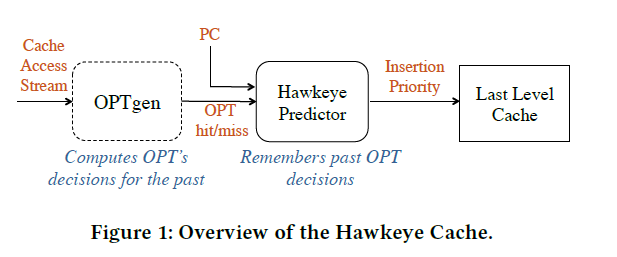 PC
Cache
Access
Stream
OPTgen
OPT
hit/miss
Hawkeye
Predictor
Insertion
Priority
Last Level
Cache
Computes OPT's
decisions for the past
Remembers past OPT
decisions
Figure 1: Overview of the Hawkeye Cache.